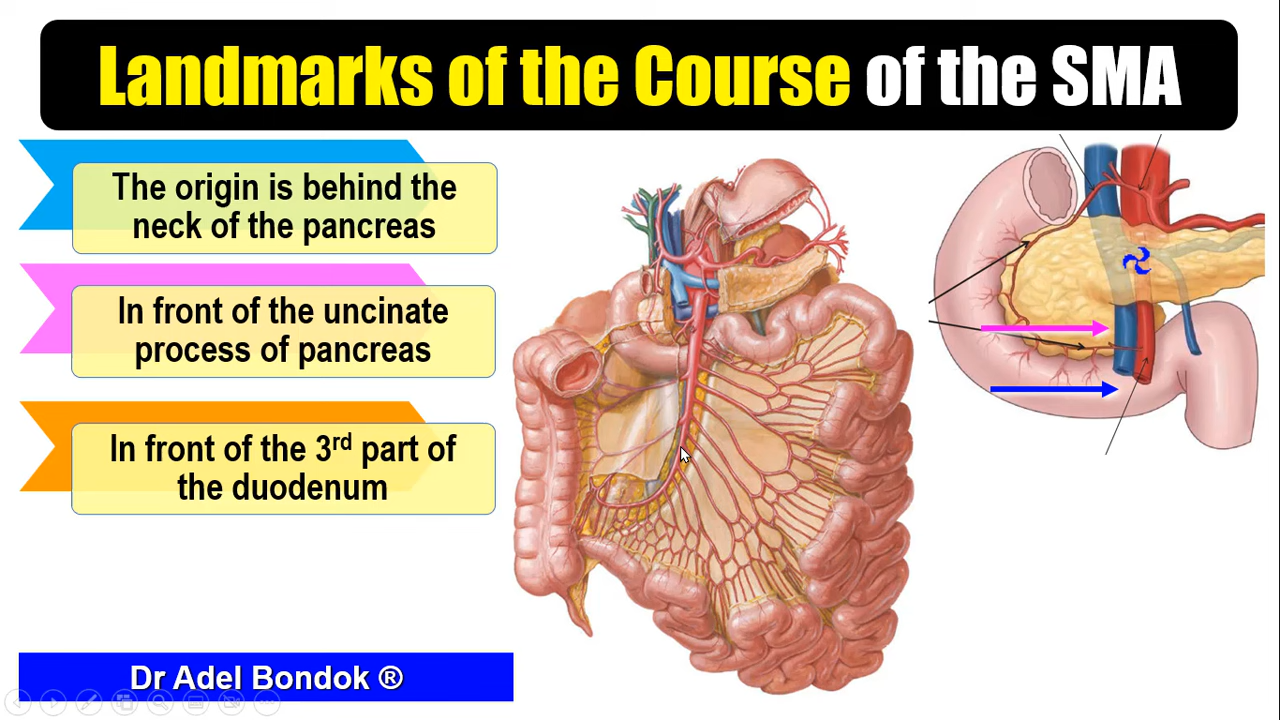 Landmarks of the Course of the SMA
The origin is behind the
neck of the pancreas
In front of the uncinate
process of pancreas
In front of the 3rd part of
the duodenum
Dr Adel Bondok ®